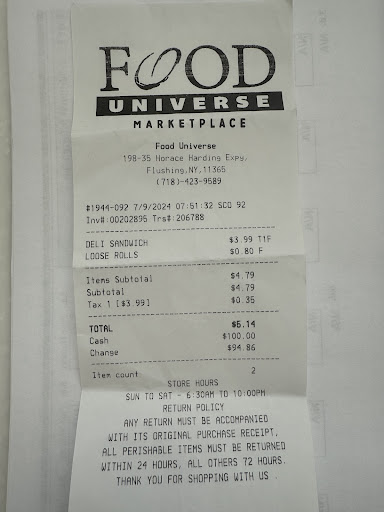 FOOD
UNIVERSE
MARKETPLACE
Food Universe
198-35 Horace Harding Expy,
Flushing,NY,11365
(718)-423-9589
#1944-092 7/9/2024 07:51:32 SCO 92
Inv#:00202895 Trs#:206788
DELI SANDWICH $3.99 T1F
LOOSE ROLLS $0.80 F
Items Subtotal $4.79
Subtotal $4.79
Tax 1 [$3.99] $0.35
TOTAL $5.14
Cash $100.00
Change $94.86
Item count 2
STORE HOURS
SUN TO SAT - 6:30AM TO 10:00PM
RETURN POLICY
ANY RETURN MUST BE ACCOMPANIED
WITH ITS ORIGINAL PURCHASE RECEIPT,
ALL PERISHABLE ITEMS MUST BE RETURNED
WITHIN 24 HOURS, ALL OTHERS 72 HOURS.
THANK YOU FOR SHOPPING WITH US .